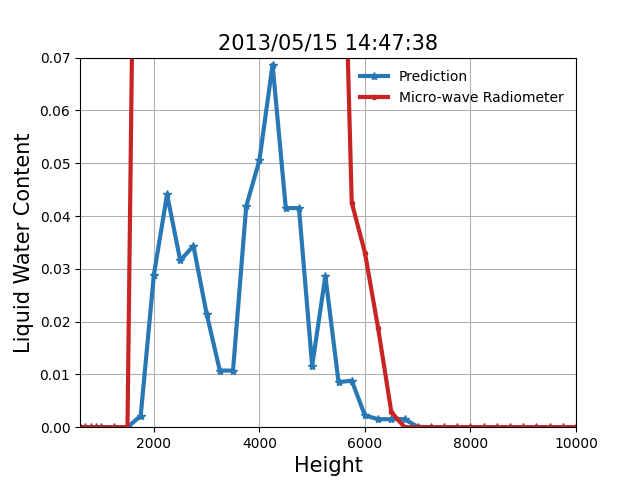 2013/05/15 14:47:38
0.07
0.06
0.05
0.04
0.03
0.02
0.01
0.00
Liquid Water Content
Prediction
Micro-wave Radiometer
2000 4000 6000 8000 10000
Height